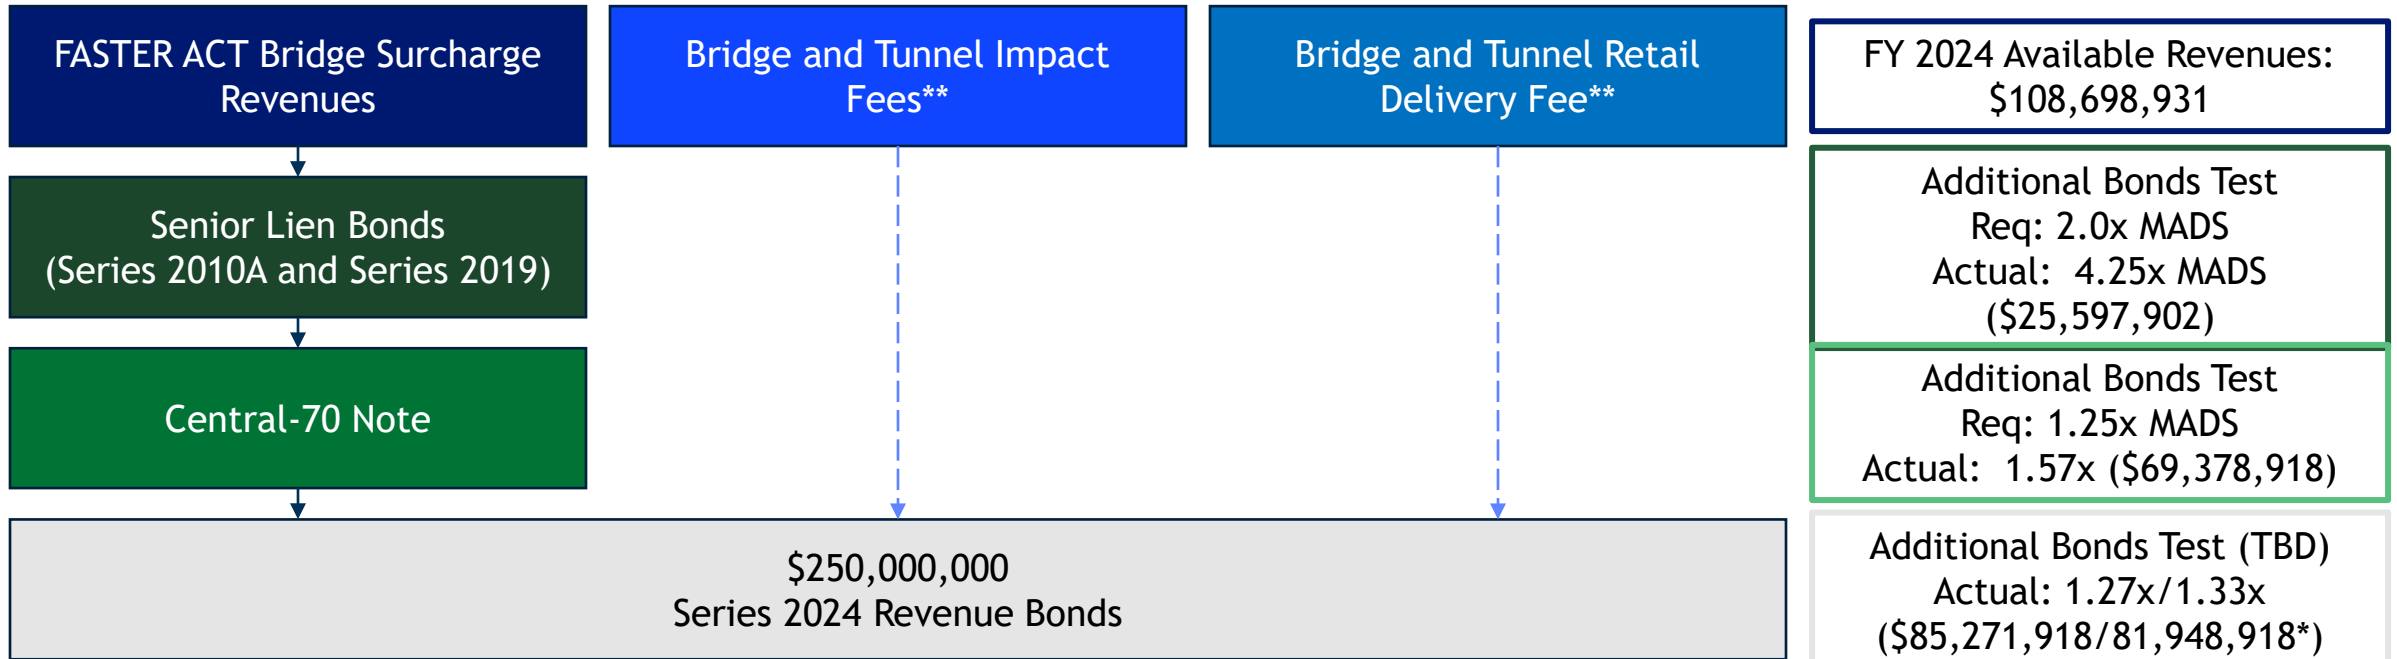 FASTER ACT Bridge Surcharge
Revenues
Bridge and Tunnel Impact
Fees**
Bridge and Tunnel Retail
Delivery Fee**
FY 2024 Available Revenues:
$108,698,931
Senior Lien Bonds
(Series 2010A and Series 2019)
Additional Bonds Test
Req: 2.0x MADS
Actual: 4.25x MADS
($25,597,902)
Central-70 Note
Additional Bonds Test
Req: 1.25x MADS
Actual: 1.57x ($69,378,918)
$250,000,000
Series 2024 Revenue Bonds
Additional Bonds Test (TBD)
Actual: 1.27x/1.33x
($85,271,918/81,948,918*)